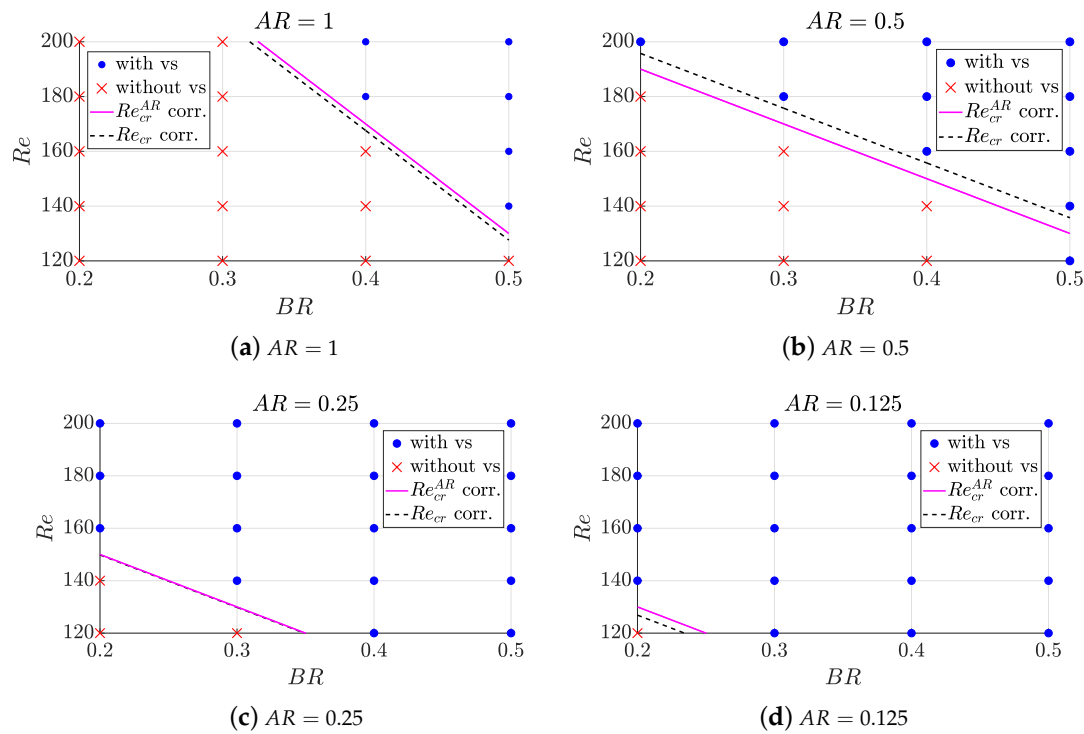 AR = 1
200
180
160
140
120
Re
with vs
without vs
Re_cr^AR corr.
Re_cr corr.
0.2 0.3 0.4 0.5
BR
(a) AR = 1
AR = 0.5
200
180
160
140
120
Re
with vs
without vs
Re_cr^AR corr.
Re_cr corr.
0.2 0.3 0.4 0.5
BR
(b) AR = 0.5
AR = 0.25
200
180
160
140
120
Re
with vs
without vs
Re_cr^AR corr.
Re_cr corr.
0.2 0.3 0.4 0.5
BR
(c) AR = 0.25
AR = 0.125
200
180
160
140
120
Re
with vs
without vs
Re_cr^AR corr.
Re_cr corr.
0.2 0.3 0.4 0.5
BR
(d) AR = 0.125